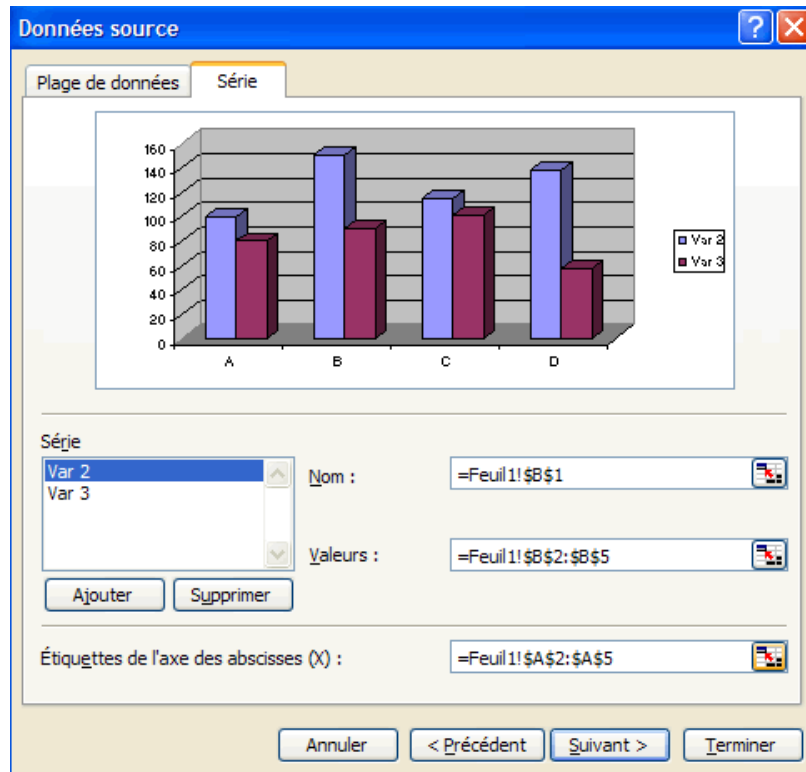 Données source
Plage de données
Série
160
140
120
100
80
60
40
20
0
A B C D
Var 2
Var 3
Série
Var 2
Var 3
Nom :
=Feuil1!$B$1
Valeurs :
=Feuil1!$B$2:$B$5
Ajouter
Supprimer
Étiquettes de l'axe des abscisses (X) :
=Feuil1!$A$2:$A$5
Annuler
< Précédent
Suivant >
Terminer